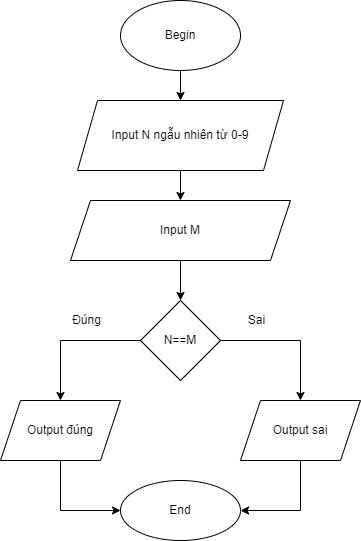 Begin
Input N ngẫu nhiên từ 0-9
Input M
Đúng
Sai
N==M
Output đúng
Output sai
End